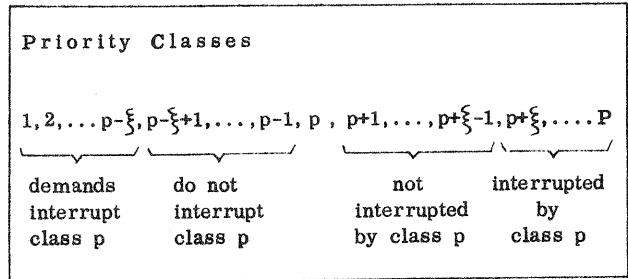 Priority Classes
1, 2, ... p-ξ, p-ξ+1, ..., p-1, p , p+1, ..., p+ξ-1, p+ξ, .... P
demands do not not interrupted
interrupt interrupt interrupted by
class p class p by class p class p